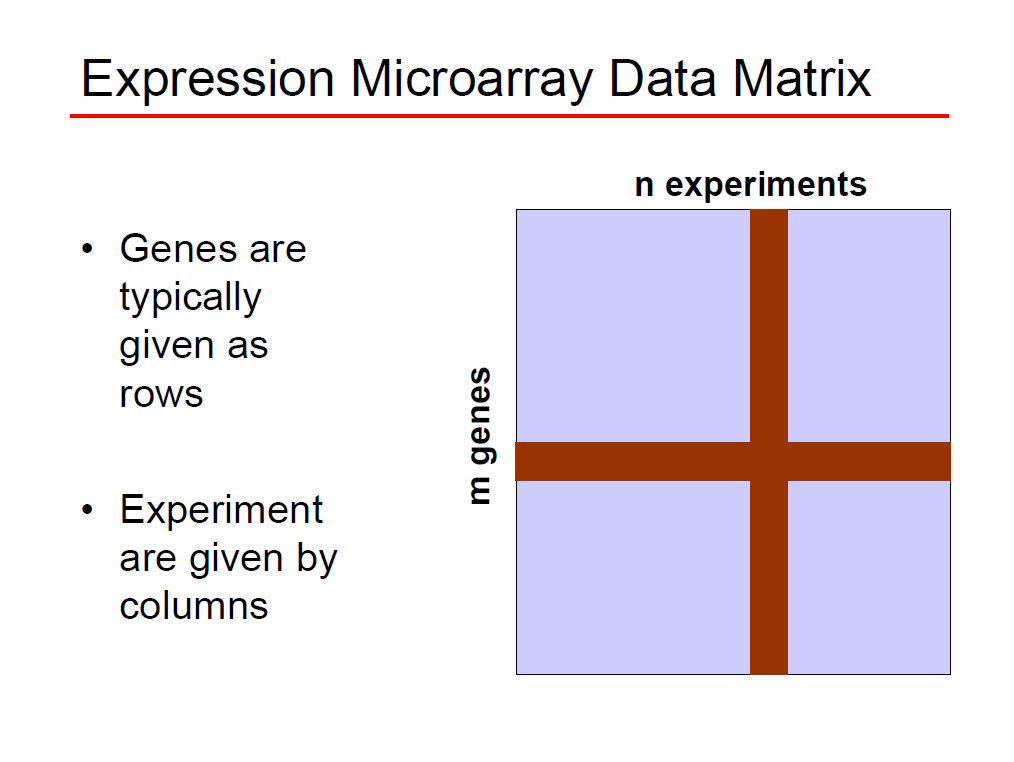 Expression Microarray Data Matrix
• Genes are
typically
given as
rows
• Experiment
are given by
columns
n experiments
m genes